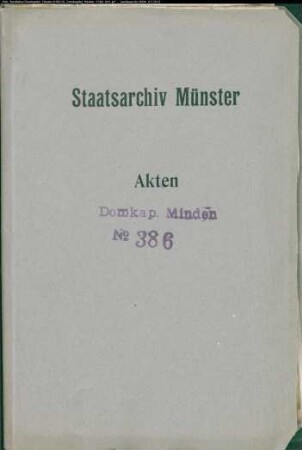 Staatsarchiv Münster
Akten
Domkap. Minden
№ 386